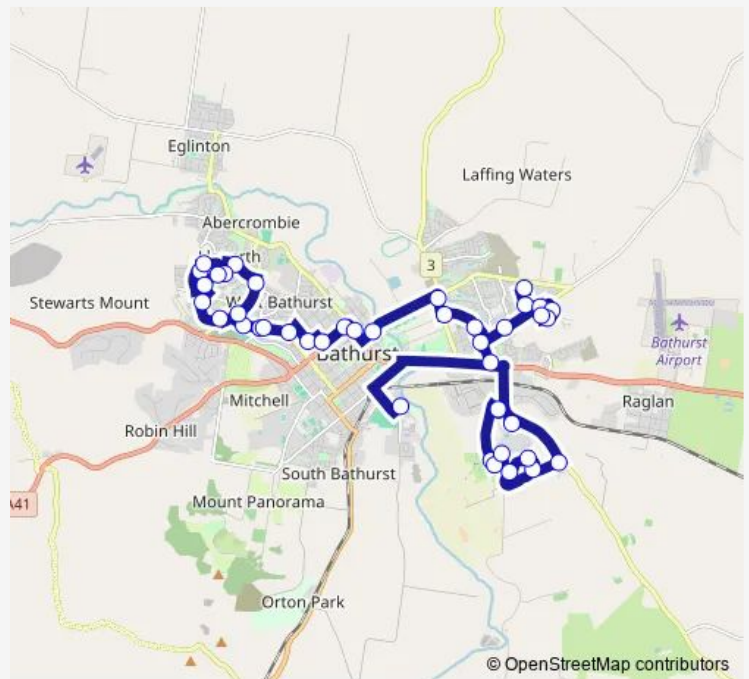 Eglinton
Laffing Waters
Abercrombie
3
Stewarts Mount
Bathurst
Bathurst
Airport
Mitchell
Raglan
Robin Hill
South Bathurst
A41
Mount Panorama
Orton Park
© OpenStreetMap contributors